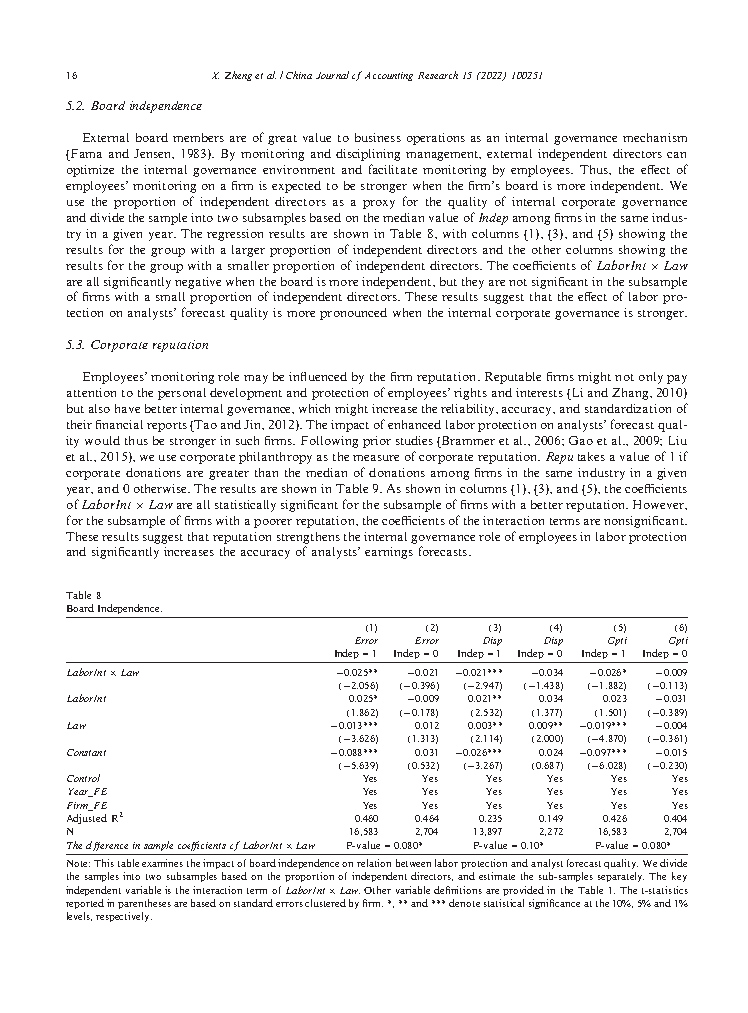 16
X. Zheng et al. / China Journal of Accounting Research 15 (2022) 100251
5.2. Board independence
External board members are of great value to business operations as an internal governance mechanism
(Fama and Jensen, 1983). By monitoring and disciplining management, external independent directors can
optimize the internal governance environment and facilitate monitoring by employees. Thus, the effect of
employees' monitoring on a firm is expected to be stronger when the firm's board is more independent. We
use the proportion of independent directors as a proxy for the quality of internal corporate governance
and divide the sample into two subsamples based on the median value of Indep among firms in the same indus-
try in a given year. The regression results are shown in Table 8, with columns (1), (3), and (5) showing the
results for the group with a larger proportion of independent directors and the other columns showing the
results for the group with a smaller proportion of independent directors. The coefficients of LaborInt × Law
are all significantly negative when the board is more independent, but they are not significant in the subsample
of firms with a small proportion of independent directors. These results suggest that the effect of labor pro-
tection on analysts' forecast quality is more pronounced when the internal corporate governance is stronger.
5.3. Corporate reputation
Employees' monitoring role may be influenced by the firm reputation. Reputable firms might not only pay
attention to the personal development and protection of employees' rights and interests (Li and Zhang, 2010)
but also have better internal governance, which might increase the reliability, accuracy, and standardization of
their financial reports (Tao and Jin, 2012). The impact of enhanced labor protection on analysts' forecast qual-
ity would thus be stronger in such firms. Following prior studies (Brammer et al., 2006; Gao et al., 2009; Liu
et al., 2015), we use corporate philanthropy as the measure of corporate reputation. Repu takes a value of 1 if
corporate donations are greater than the median of donations among firms in the same industry in a given
year, and 0 otherwise. The results are shown in Table 9. As shown in columns (1), (3), and (5), the coefficients
of LaborInt × Law are all statistically significant for the subsample of firms with a better reputation. However,
for the subsample of firms with a poorer reputation, the coefficients of the interaction terms are nonsignificant.
These results suggest that reputation strengthens the internal governance role of employees in labor protection
and significantly increases the accuracy of analysts' earnings forecasts.
Table 8
Board Independence.
(1) (2) (3) (4) (5) (6)
Error Error Disp Disp Opti Opti
Indep = 1 Indep = 0 Indep = 1 Indep = 0 Indep = 1 Indep = 0
LaborInt × Law −0.025** −0.021 −0.021*** −0.034 −0.026* −0.009
(−2.056) (−0.396) (−2.947) (−1.438) (−1.882) (−0.113)
LaborInt 0.025* −0.009 0.021** 0.034 0.023 −0.031
(1.862) (−0.178) (2.532) (1.377) (1.501) (−0.389)
Law −0.013*** 0.012 0.003** 0.009** −0.019*** −0.004
(−3.626) (1.313) (2.114) (2.000) (−4.870) (−0.361)
Constant −0.088*** 0.031 −0.026*** 0.024 −0.097*** −0.015
(−5.639) (0.532) (−3.267) (0.687) (−6.028) (−0.230)
Control Yes Yes Yes Yes Yes Yes
Year_FE Yes Yes Yes Yes Yes Yes
Firm_FE Yes Yes Yes Yes Yes Yes
Adjusted R² 0.460 0.464 0.235 0.149 0.426 0.404
N 16,583 2,704 13,897 2,272 16,583 2,704
The difference in sample coefficients of LaborInt × Law P-value = 0.080* P-value = 0.10* P-value = 0.080*
Note: This table examines the impact of board independence on relation between labor protection and analyst forecast quality. We divide
the samples into two subsamples based on the proportion of independent directors, and estimate the sub-samples separately. The key
independent variable is the interaction term of LaborInt × Law. Other variable definitions are provided in the Table 1. The t-statistics
reported in parentheses are based on standard errors clustered by firm. *, ** and *** denote statistical significance at the 10%, 5% and 1%
levels, respectively.